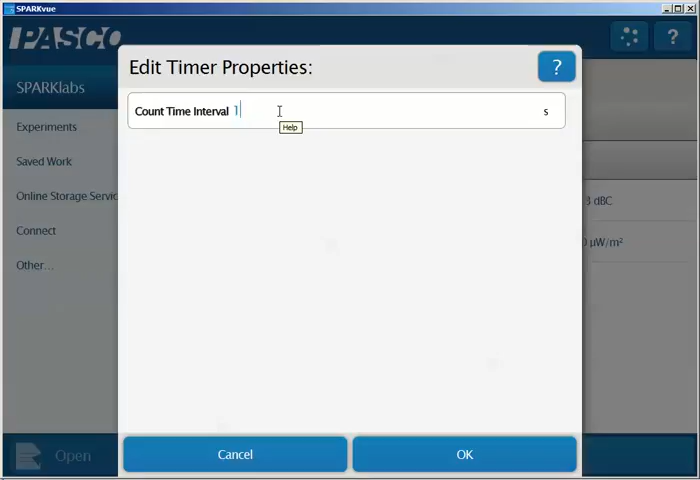 SPARKvue
PASCO
?
Edit Timer Properties:
?
SPARKlabs
Count Time Interval 1
s
Help
Experiments
Saved Work
Online Storage Servic
Connect
Other...
dBC
µW/m²
Open
Cancel
OK